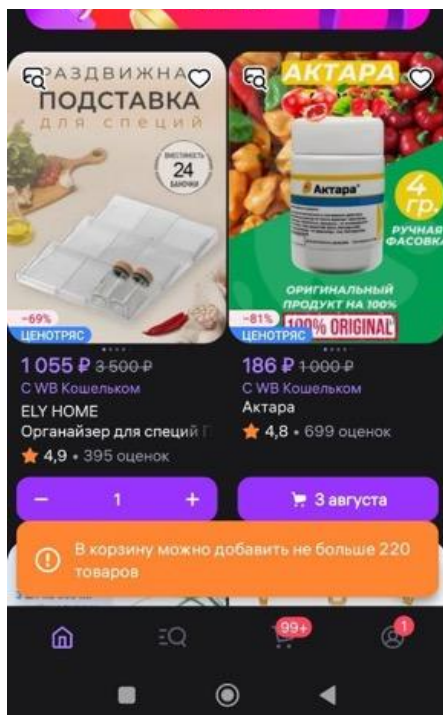 РАЗДВИЖНА
ПОДСТАВКА
ДЛЯ СПЕЦИЙ
ВМЕСТИМОСТЬ
24
БАНОЧКИ
-69%
ЦЕНОТРЯС
1 055 ₽ 3 500 ₽
С WB Кошельком
ELY HOME
Органайзер для специй
4,9 • 395 оценок
− 1 +
АКТАРА
Актара®
4
гр.
РУЧНАЯ
ФАСОВКА
ОРИГИНАЛЬНЫЙ
ПРОДУКТ НА 100%
100% ORIGINAL
-81%
ЦЕНОТРЯС
186 ₽ 1 000 ₽
С WB Кошельком
Актара
4,8 • 699 оценок
3 августа
В корзину можно добавить не больше 220
товаров
99+
1